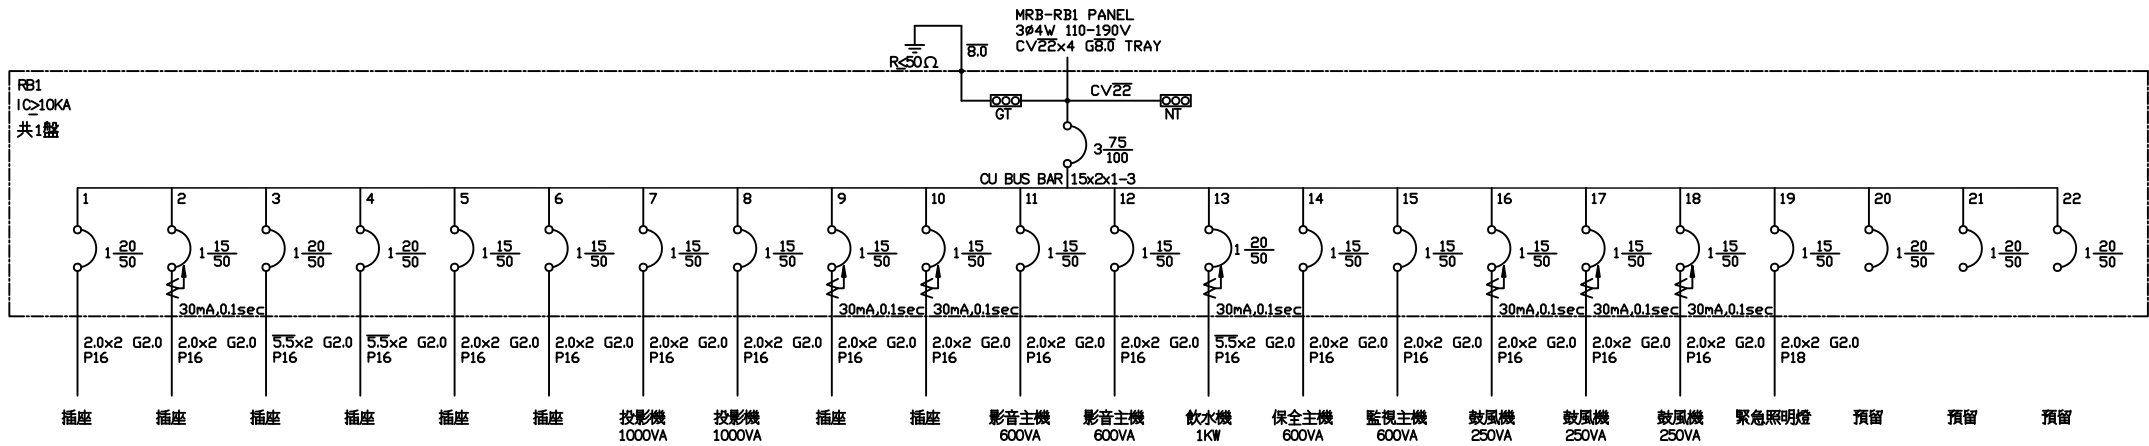 MRB-RB1 PANEL
3ø4W 110-190V
CV22x4 G8.0 TRAY
8.0
R≤50Ω
RB1
IC≥10KA
共1盤
CV22
GT
NT
3 75/100
CU BUS BAR 15x2x1-3
1 2 3 4 5 6 7 8 9 10 11 12 13 14 15 16 17 18 19 20 21 22
1 20/50 1 15/50 1 20/50 1 20/50 1 15/50 1 15/50 1 15/50 1 15/50 1 15/50 1 15/50 1 15/50 1 15/50 1 20/50 1 15/50 1 15/50 1 15/50 1 15/50 1 15/50 1 15/50 1 20/50 1 20/50 1 20/50
30mA,0.1sec 30mA,0.1sec 30mA,0.1sec 30mA,0.1sec 30mA,0.1sec 30mA,0.1sec 30mA,0.1sec
2.0x2 G2.0 2.0x2 G2.0 5.5x2 G2.0 5.5x2 G2.0 2.0x2 G2.0 2.0x2 G2.0 2.0x2 G2.0 2.0x2 G2.0 2.0x2 G2.0 2.0x2 G2.0 2.0x2 G2.0 2.0x2 G2.0 5.5x2 G2.0 2.0x2 G2.0 2.0x2 G2.0 2.0x2 G2.0 2.0x2 G2.0 2.0x2 G2.0 2.0x2 G2.0
P16 P16 P16 P16 P16 P16 P16 P16 P16 P16 P16 P16 P16 P16 P16 P16 P16 P16 P18
插座 插座 插座 插座 插座 插座 投影機 投影機 插座 插座 影音主機 影音主機 飲水機 保全主機 監視主機 鼓風機 鼓風機 鼓風機 緊急照明燈 預留 預留 預留
1000VA 1000VA 600VA 600VA 1KW 600VA 600VA 250VA 250VA 250VA